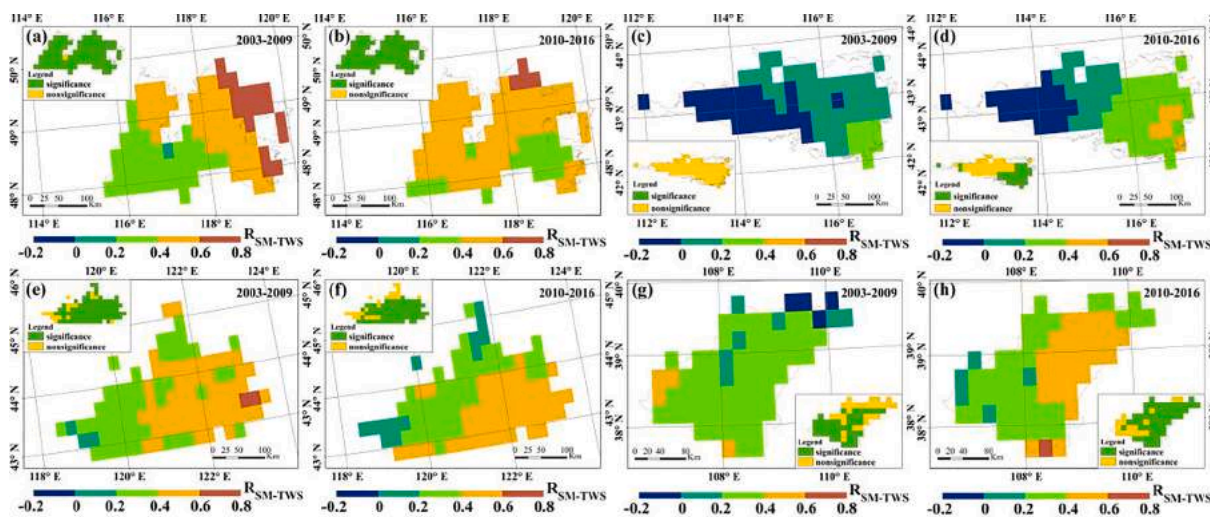 114° E 116° E 118° E 120° E
(a) 2003-2009
Legend
significance
nonsignificance
50° N 49° N 48° N
0 25 50 100
Km
114° E 116° E 118° E
-0.2 0 0.2 0.4 0.6 0.8 R SM-TWS
114° E 116° E 118° E 120° E
(b) 2010-2016
Legend
significance
nonsignificance
50° N 49° N 48° N
0 25 50 100
Km
114° E 116° E 118° E
-0.2 0 0.2 0.4 0.6 0.8 R SM-TWS
112° E 114° E 116° E
(c) 2003-2009
44° N 43° N 42° N
Legend
significance
nonsignificance
0 25 50 100
Km
112° E 114° E 116° E
-0.2 0 0.2 0.4 0.6 0.8 R SM-TWS
112° E 114° E 116° E
(d) 2010-2016
44° N 43° N 42° N
Legend
significance
nonsignificance
0 25 50 100
Km
112° E 114° E 116° E
-0.2 0 0.2 0.4 0.6 0.8 R SM-TWS
120° E 122° E 124° E
(e) 2003-2009
Legend
significance
nonsignificance
46° N 45° N 44° N 43° N
0 25 50 100
Km
118° E 120° E 122° E
-0.2 0 0.2 0.4 0.6 0.8 R SM-TWS
120° E 122° E 124° E
(f) 2010-2016
Legend
significance
nonsignificance
46° N 45° N 44° N 43° N
0 25 50 100
Km
118° E 120° E 122° E
-0.2 0 0.2 0.4 0.6 0.8 R SM-TWS
108° E 110° E
(g) 2003-2009
40° N 39° N 38° N
Legend
significance
nonsignificance
0 20 40 80
Km
108° E 110° E
-0.2 0 0.2 0.4 0.6 0.8 R SM-TWS
108° E 110° E
(h) 2010-2016
40° N 39° N 38° N
Legend
significance
nonsignificance
0 20 40 80
Km
108° E 110° E
-0.2 0 0.2 0.4 0.6 0.8 R SM-TWS